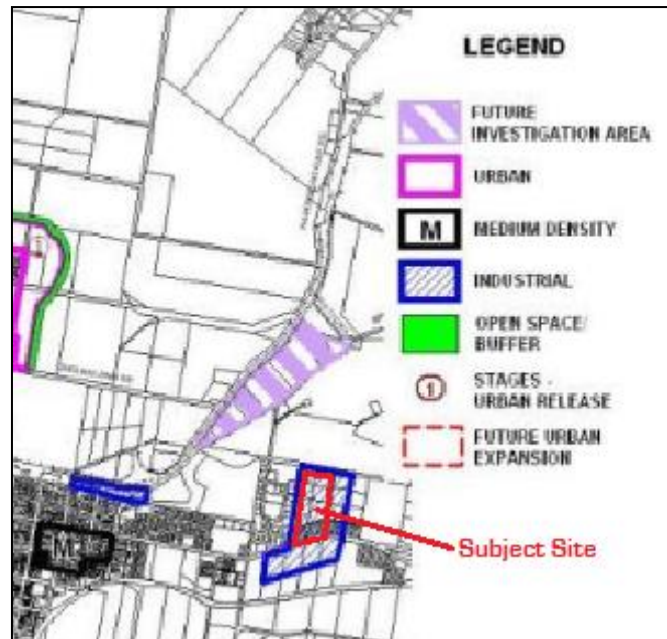 LEGEND
FUTURE
INVESTIGATION AREA
URBAN
M
MEDIUM DENSITY
INDUSTRIAL
OPEN SPACE/
BUFFER
1
STAGES -
URBAN RELEASE
FUTURE URBAN
EXPANSION
M
Subject Site